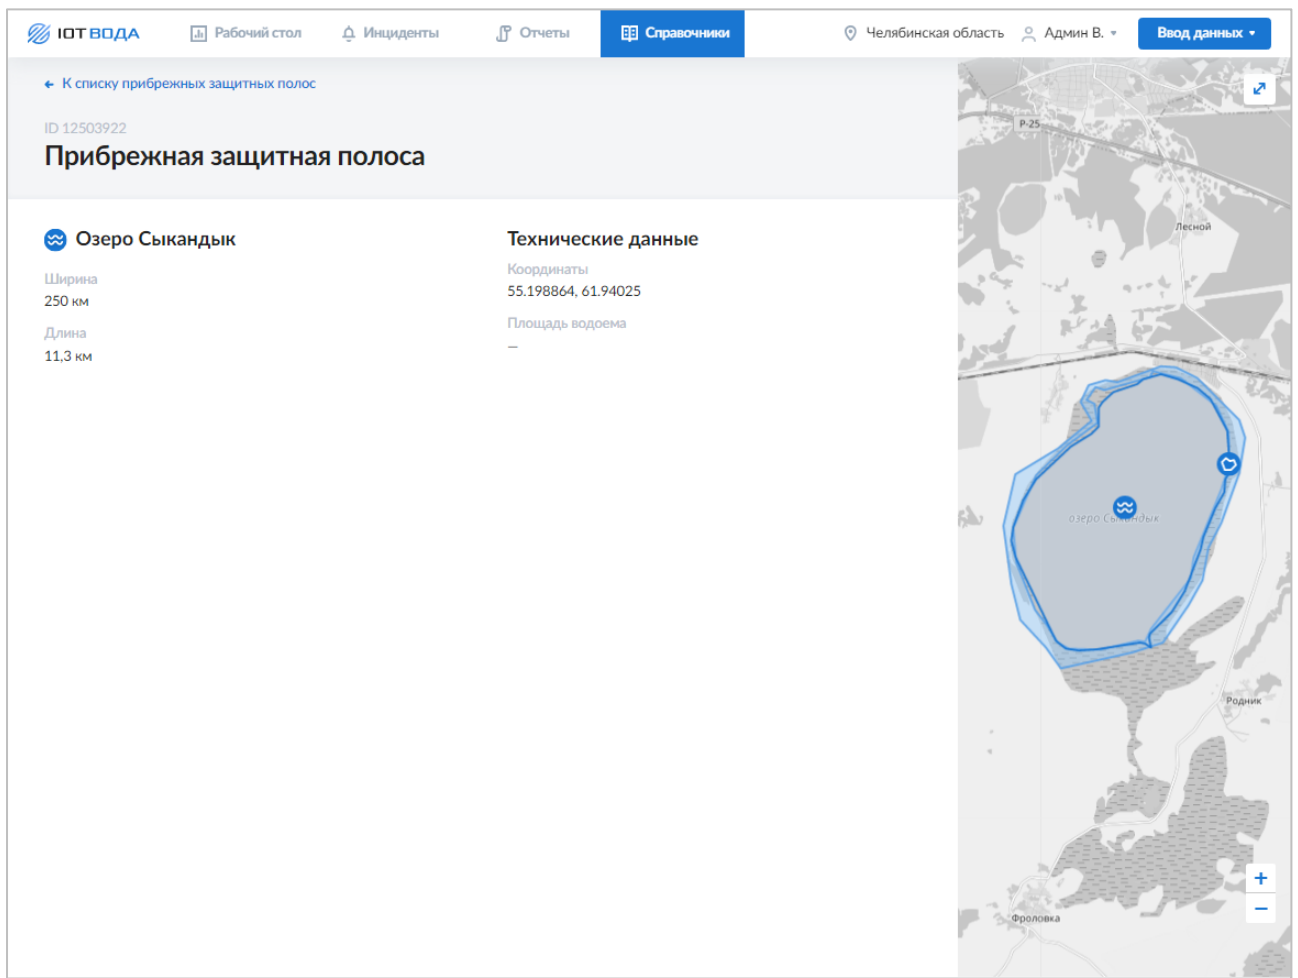 IOT ВОДА
Рабочий стол
Инциденты
Отчеты
Справочники
Челябинская область
Админ В.
Ввод данных
К списку прибрежных защитных полос
ID 12503922
Прибрежная защитная полоса
Озеро Сыкандык
Ширина
250 км
Длина
11,3 км
Технические данные
Координаты
55.198864, 61.94025
Площадь водоема
—
Р-25
Лесной
озеро Сыкандык
Родник
Фроловка
+
−